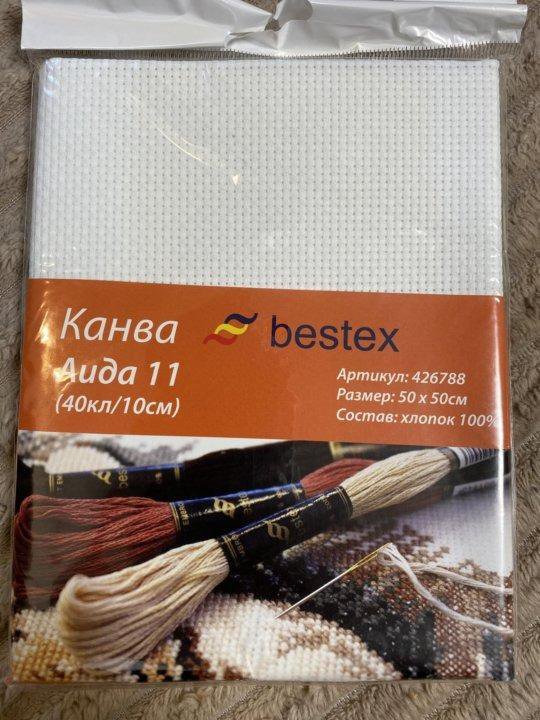 Канва
bestex
Аида 11
(40кл/10см)
Артикул: 426788
Размер: 50 x 50см
Состав: хлопок 100%